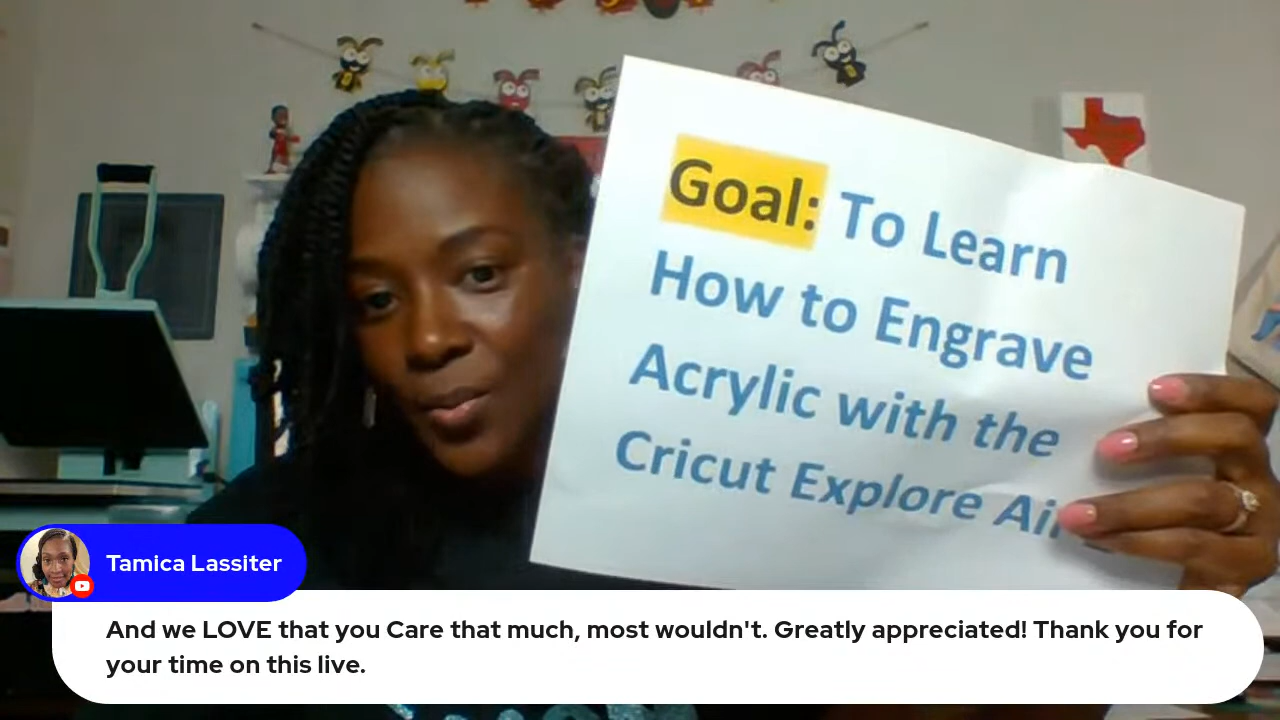 Goal: To Learn
How to Engrave
Acrylic with the
Cricut Explore Air
Tamica Lassiter
And we LOVE that you Care that much, most wouldn't. Greatly appreciated! Thank you for
your time on this live.